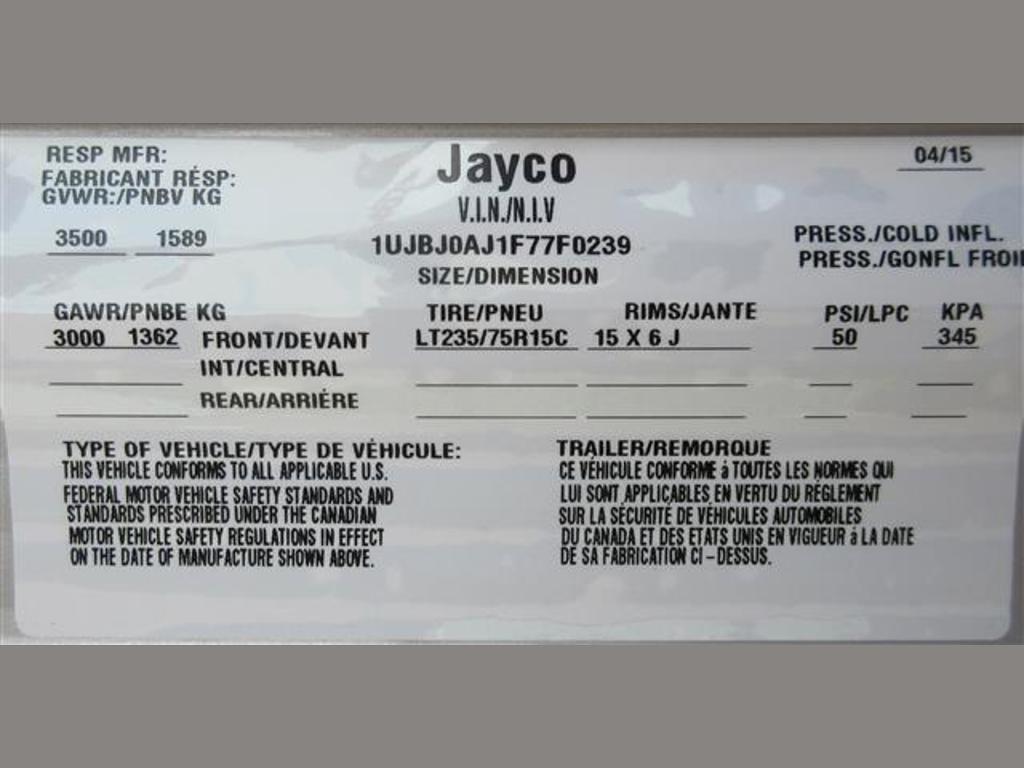 RESP MFR: Jayco 04/15
FABRICANT RÉSP:
GVWR:/PNBV KG V.I.N./N.I.V
3500 1589 1UJBJ0AJ1F77F0239 PRESS./COLD INFL.
SIZE/DIMENSION PRESS./GONFL FROI
GAWR/PNBE KG TIRE/PNEU RIMS/JANTE PSI/LPC KPA
3000 1362 FRONT/DEVANT LT235/75R15C 15 X 6 J 50 345
INT/CENTRAL
REAR/ARRIÈRE
TYPE OF VEHICLE/TYPE DE VÉHICULE: TRAILER/REMORQUE
THIS VEHICLE CONFORMS TO ALL APPLICABLE U.S.
FEDERAL MOTOR VEHICLE SAFETY STANDARDS AND
STANDARDS PRESCRIBED UNDER THE CANADIAN
MOTOR VEHICLE SAFETY REGULATIONS IN EFFECT
ON THE DATE OF MANUFACTURE SHOWN ABOVE.
CE VÉHICULE CONFORME à TOUTES LES NORMES QUI
LUI SONT APPLICABLES EN VERTU DU RÉGLEMENT
SUR LA SÉCURITÉ DE VÉHICULES AUTOMOBILES
DU CANADA ET DES ETATS UNIS EN VIGUEUR à LA DATE
DE SA FABRICATION CI-DESSUS.